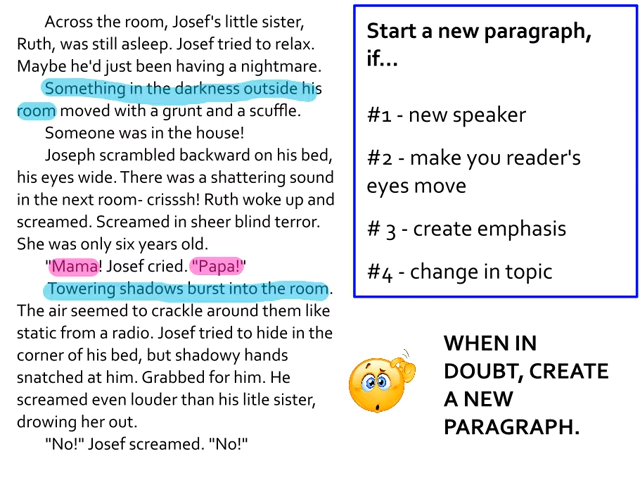 Across the room, Josef's little sister,
Ruth, was still asleep. Josef tried to relax.
Maybe he'd just been having a nightmare.
Something in the darkness outside his
room moved with a grunt and a scuffle.
Someone was in the house!
Joseph scrambled backward on his bed,
his eyes wide. There was a shattering sound
in the next room- crisssh! Ruth woke up and
screamed. Screamed in sheer blind terror.
She was only six years old.
"Mama! Josef cried. "Papa!"
Towering shadows burst into the room.
The air seemed to crackle around them like
static from a radio. Josef tried to hide in the
corner of his bed, but shadowy hands
snatched at him. Grabbed for him. He
screamed even louder than his litle sister,
drowing her out.
"No!" Josef screamed. "No!"
Start a new paragraph,
if...
#1 - new speaker
#2 - make you reader's
eyes move
# 3 - create emphasis
#4 - change in topic
WHEN IN
DOUBT, CREATE
A NEW
PARAGRAPH.